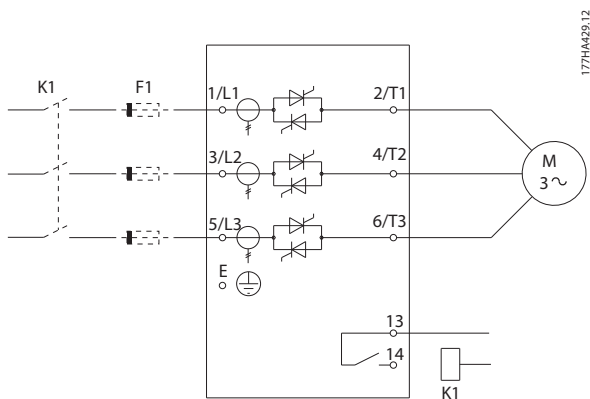 177HA429.12
K1
F1
1/L1
2/T1
3/L2
4/T2
M
3~
5/L3
6/T3
E
13
14
K1